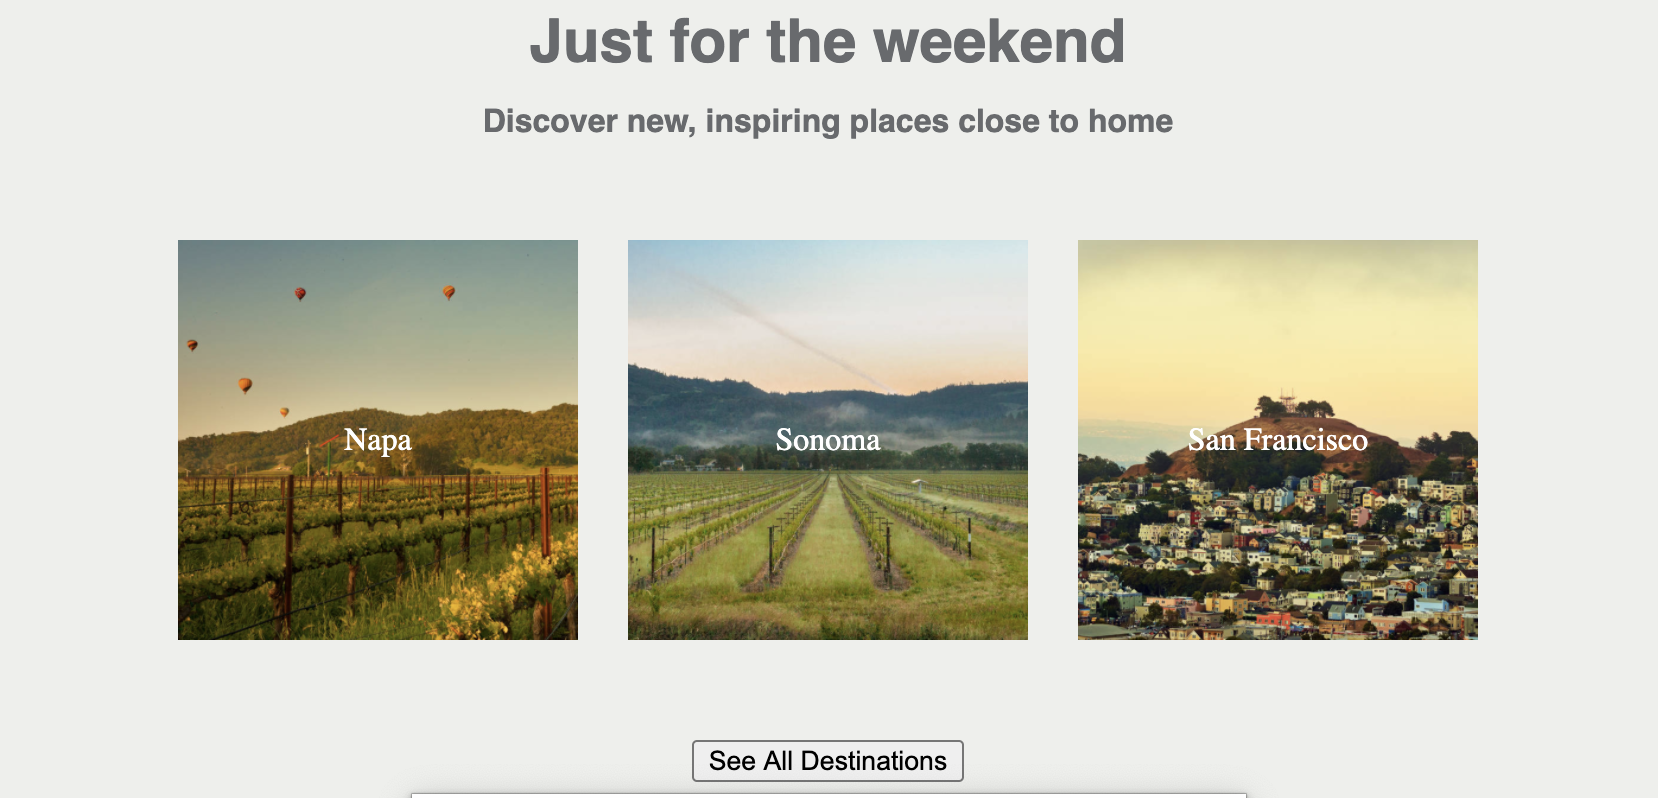 Just for the weekend
Discover new, inspiring places close to home
Napa
Sonoma
San Francisco
See All Destinations